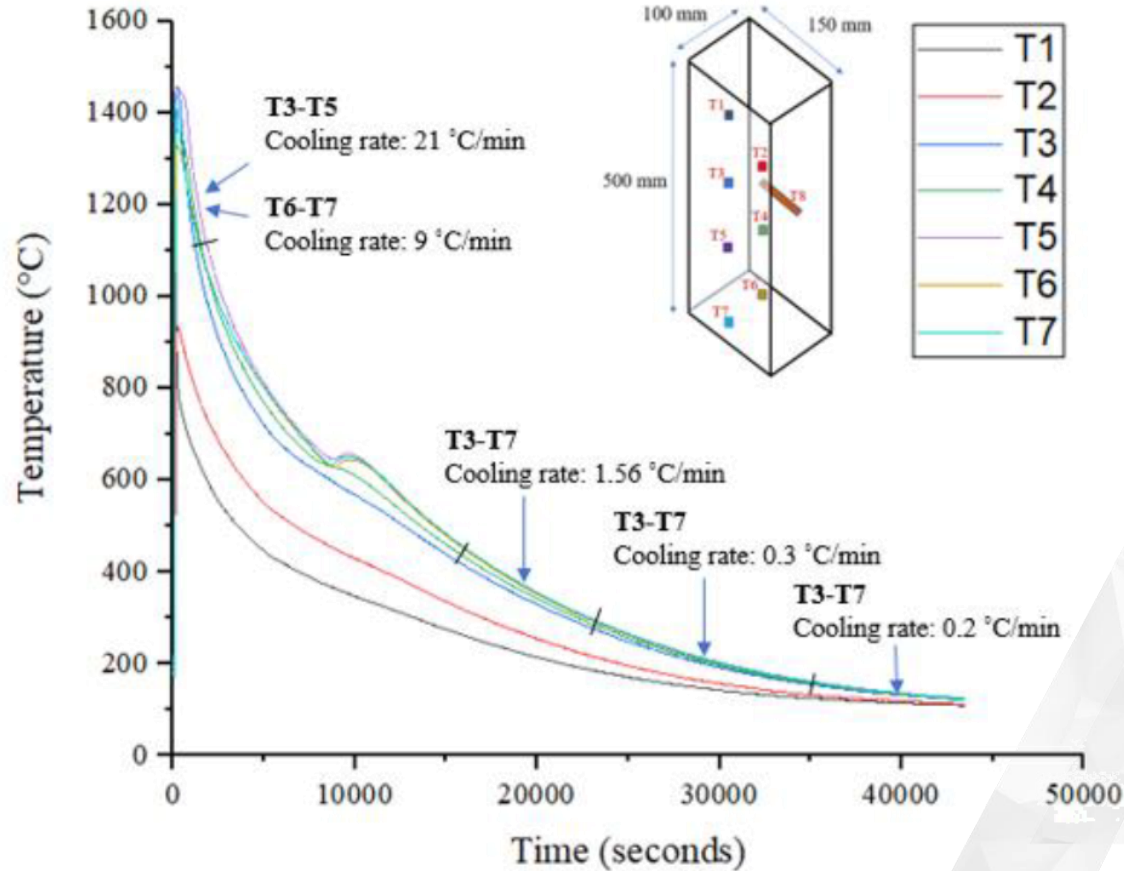 1600
1400
1200
1000
800
600
400
200
0
Temperature (°C)
0
10000
20000
30000
40000
50000
Time (seconds)
T3-T5
Cooling rate: 21 °C/min
T6-T7
Cooling rate: 9 °C/min
T3-T7
Cooling rate: 1.56 °C/min
T3-T7
Cooling rate: 0.3 °C/min
T3-T7
Cooling rate: 0.2 °C/min
100 mm
150 mm
500 mm
T1
T2
T3
T8
T4
T5
T6
T7
T1
T2
T3
T4
T5
T6
T7